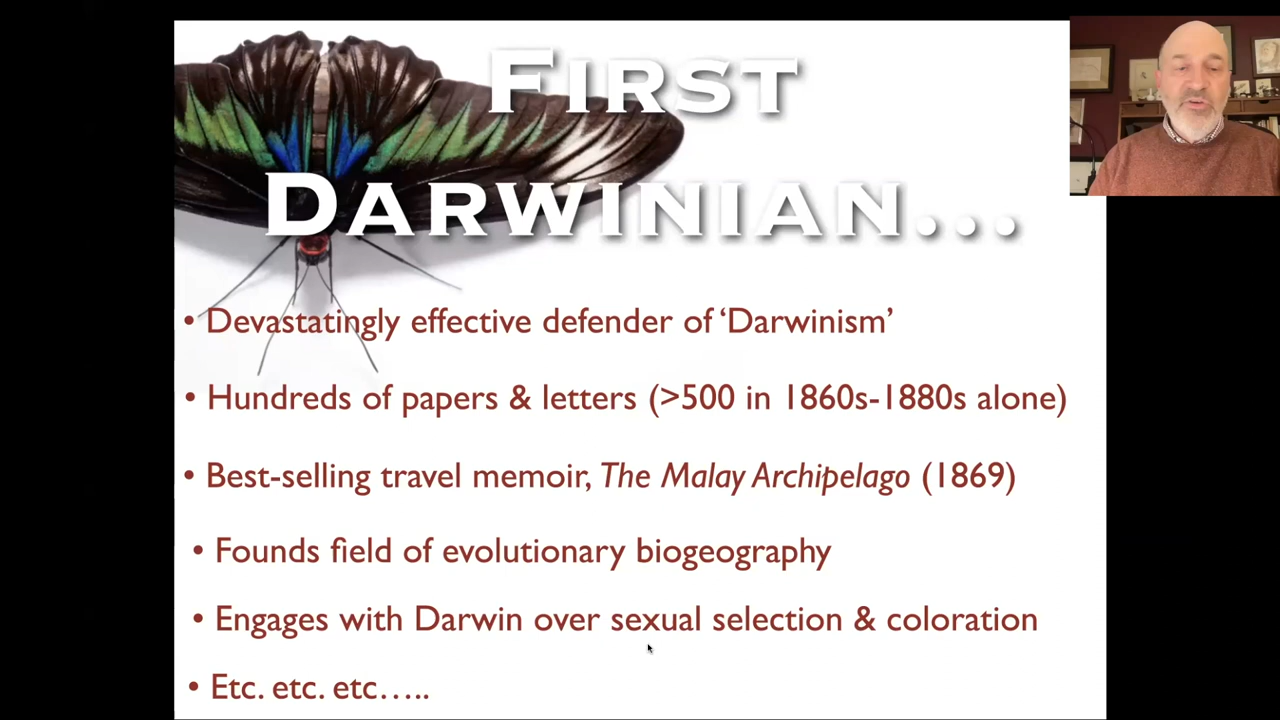 FIRST
DARWINIAN...
• Devastatingly effective defender of ‘Darwinism’
• Hundreds of papers & letters (>500 in 1860s-1880s alone)
• Best-selling travel memoir, The Malay Archipelago (1869)
• Founds field of evolutionary biogeography
• Engages with Darwin over sexual selection & coloration
• Etc. etc. etc…..